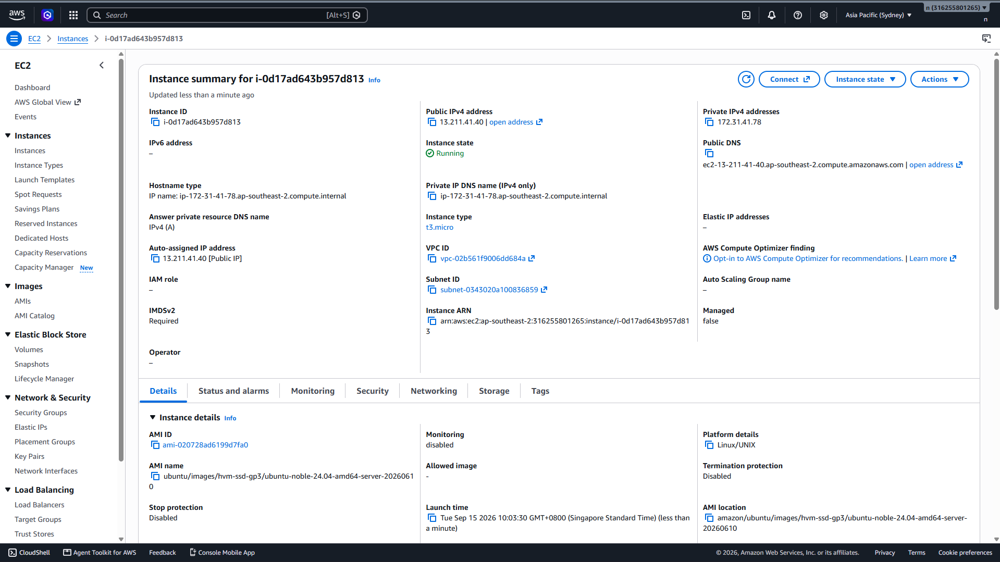 aws
Search [Alt+S]
Asia Pacific (Sydney)
n (316255801265)
n
EC2 Instances i-0d17ad643b957d813
EC2
Dashboard
AWS Global View
Events
Instances
Instances
Instance Types
Launch Templates
Spot Requests
Savings Plans
Reserved Instances
Dedicated Hosts
Capacity Reservations
Capacity Manager New
Images
AMIs
AMI Catalog
Elastic Block Store
Volumes
Snapshots
Lifecycle Manager
Network & Security
Security Groups
Elastic IPs
Placement Groups
Key Pairs
Network Interfaces
Load Balancing
Load Balancers
Target Groups
Trust Stores
Instance summary for i-0d17ad643b957d813 Info
Updated less than a minute ago
Connect
Instance state
Actions
Instance ID
i-0d17ad643b957d813
Public IPv4 address
13.211.41.40 | open address
Private IPv4 addresses
172.31.41.78
IPv6 address
–
Instance state
Running
Public DNS
ec2-13-211-41-40.ap-southeast-2.compute.amazonaws.com | open address
Hostname type
IP name: ip-172-31-41-78.ap-southeast-2.compute.internal
Private IP DNS name (IPv4 only)
ip-172-31-41-78.ap-southeast-2.compute.internal
Answer private resource DNS name
IPv4 (A)
Instance type
t3.micro
Elastic IP addresses
–
Auto-assigned IP address
13.211.41.40 [Public IP]
VPC ID
vpc-02b561f9006dd684a
AWS Compute Optimizer finding
Opt-in to AWS Compute Optimizer for recommendations. | Learn more
IAM role
–
Subnet ID
subnet-0343020a100836859
Auto Scaling Group name
–
IMDSv2
Required
Instance ARN
arn:aws:ec2:ap-southeast-2:316255801265:instance/i-0d17ad643b957d81
3
Managed
false
Operator
–
Details
Status and alarms
Monitoring
Security
Networking
Storage
Tags
Instance details Info
AMI ID
ami-020728ad6199d7fa0
Monitoring
disabled
Platform details
Linux/UNIX
AMI name
ubuntu/images/hvm-ssd-gp3/ubuntu-noble-24.04-amd64-server-2026061
0
Allowed image
-
Termination protection
Disabled
Stop protection
Disabled
Launch time
Tue Sep 15 2026 10:03:30 GMT+0800 (Singapore Standard Time) (less than
a minute)
AMI location
amazon/ubuntu/images/hvm-ssd-gp3/ubuntu-noble-24.04-amd64-server-
20260610
CloudShell
Agent Toolkit for AWS
Feedback
Console Mobile App
© 2026, Amazon Web Services, Inc. or its affiliates.
Privacy
Terms
Cookie preferences